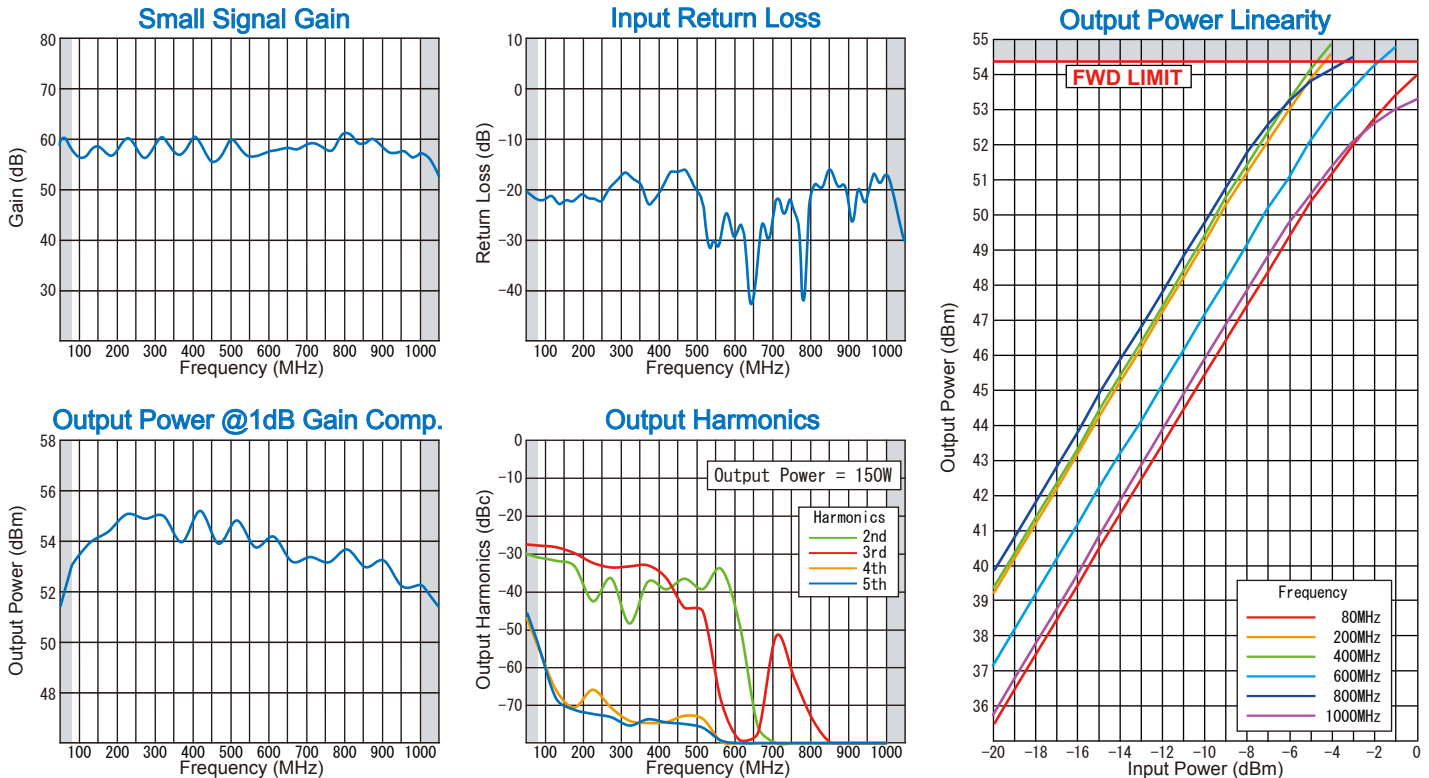 Small Signal Gain
Gain (dB)
80
70
60
50
40
30
100 200 300 400 500 600 700 800 900 1000
Frequency (MHz)
Input Return Loss
Return Loss (dB)
10
0
-10
-20
-30
-40
100 200 300 400 500 600 700 800 900 1000
Frequency (MHz)
Output Power @1dB Gain Comp.
Output Power (dBm)
58
56
54
52
50
48
100 200 300 400 500 600 700 800 900 1000
Frequency (MHz)
Output Harmonics
Output Harmonics (dBc)
0
-10
-20
-30
-40
-50
-60
-70
Output Power = 150W
Harmonics
2nd
3rd
4th
5th
100 200 300 400 500 600 700 800 900 1000
Frequency (MHz)
Output Power Linearity
Output Power (dBm)
55
54
53
52
51
50
49
48
47
46
45
44
43
42
41
40
39
38
37
36
FWD LIMIT
Frequency
80MHz
200MHz
400MHz
600MHz
800MHz
1000MHz
-20 -18 -16 -14 -12 -10 -8 -6 -4 -2 0
Input Power (dBm)